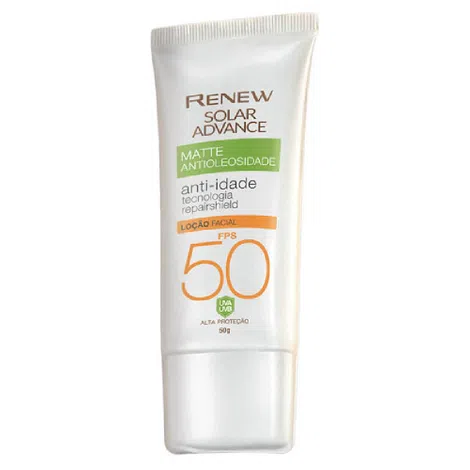 RENEW
SOLAR
ADVANCE
MATTE
ANTIOLEOSIDADE
anti-idade
tecnologia
repairshield
LOÇÃO FACIAL
FPS
50
UVA
UVB
ALTA PROTEÇÃO
50g